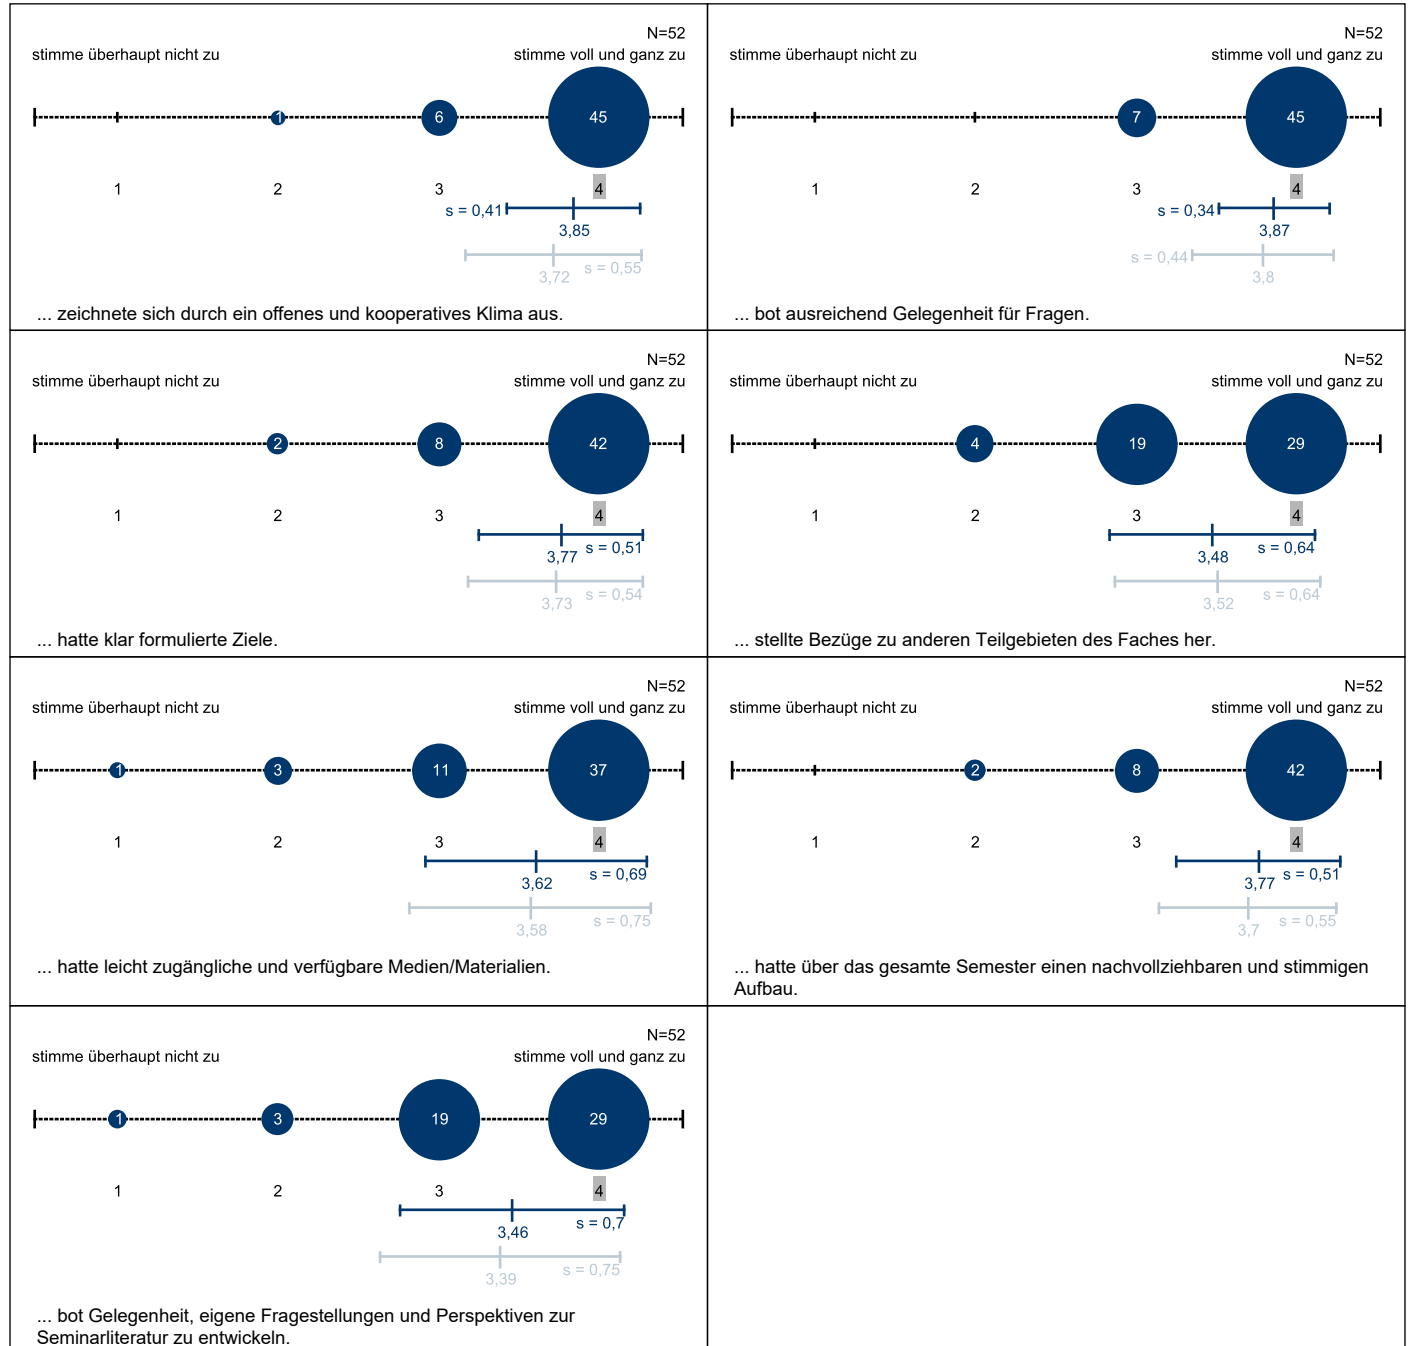 N=52
stimme überhaupt nicht zu
stimme voll und ganz zu
1
6
45
1
2
3
4
s = 0,41
3,85
3,72
s = 0,55
... zeichnete sich durch ein offenes und kooperatives Klima aus.
N=52
stimme überhaupt nicht zu
stimme voll und ganz zu
7
45
1
2
3
4
s = 0,34
3,87
s = 0,44
3,8
... bot ausreichend Gelegenheit für Fragen.
N=52
stimme überhaupt nicht zu
stimme voll und ganz zu
2
8
42
1
2
3
4
3,77
s = 0,51
3,73
s = 0,54
... hatte klar formulierte Ziele.
N=52
stimme überhaupt nicht zu
stimme voll und ganz zu
4
19
29
1
2
3
4
3,48
s = 0,64
3,52
s = 0,64
... stellte Bezüge zu anderen Teilgebieten des Faches her.
N=52
stimme überhaupt nicht zu
stimme voll und ganz zu
1
3
11
37
1
2
3
4
3,62
s = 0,69
3,58
s = 0,75
... hatte leicht zugängliche und verfügbare Medien/Materialien.
N=52
stimme überhaupt nicht zu
stimme voll und ganz zu
2
8
42
1
2
3
4
3,77
s = 0,51
3,7
s = 0,55
... hatte über das gesamte Semester einen nachvollziehbaren und stimmigen
Aufbau.
N=52
stimme überhaupt nicht zu
stimme voll und ganz zu
1
3
19
29
1
2
3
4
3,46
s = 0,7
3,39
s = 0,75
... bot Gelegenheit, eigene Fragestellungen und Perspektiven zur
Seminarliteratur zu entwickeln.